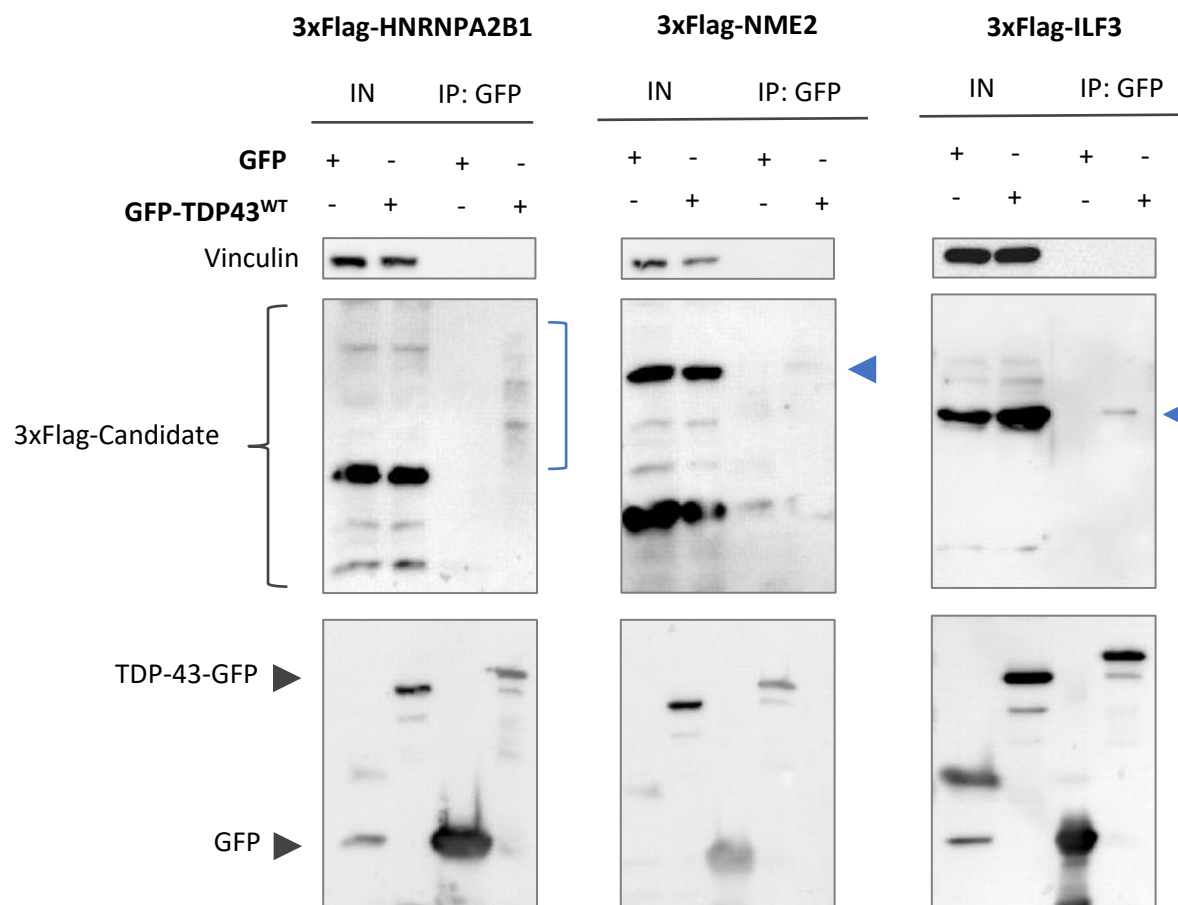 3xFlag-HNRNPA2B1 3xFlag-NME2 3xFlag-ILF3
IN IP: GFP IN IP: GFP IN IP: GFP
GFP + - + - + - + - + - + -
GFP-TDP43WT - + - + - + - + - + - +
Vinculin
3xFlag-Candidate
TDP-43-GFP
GFP